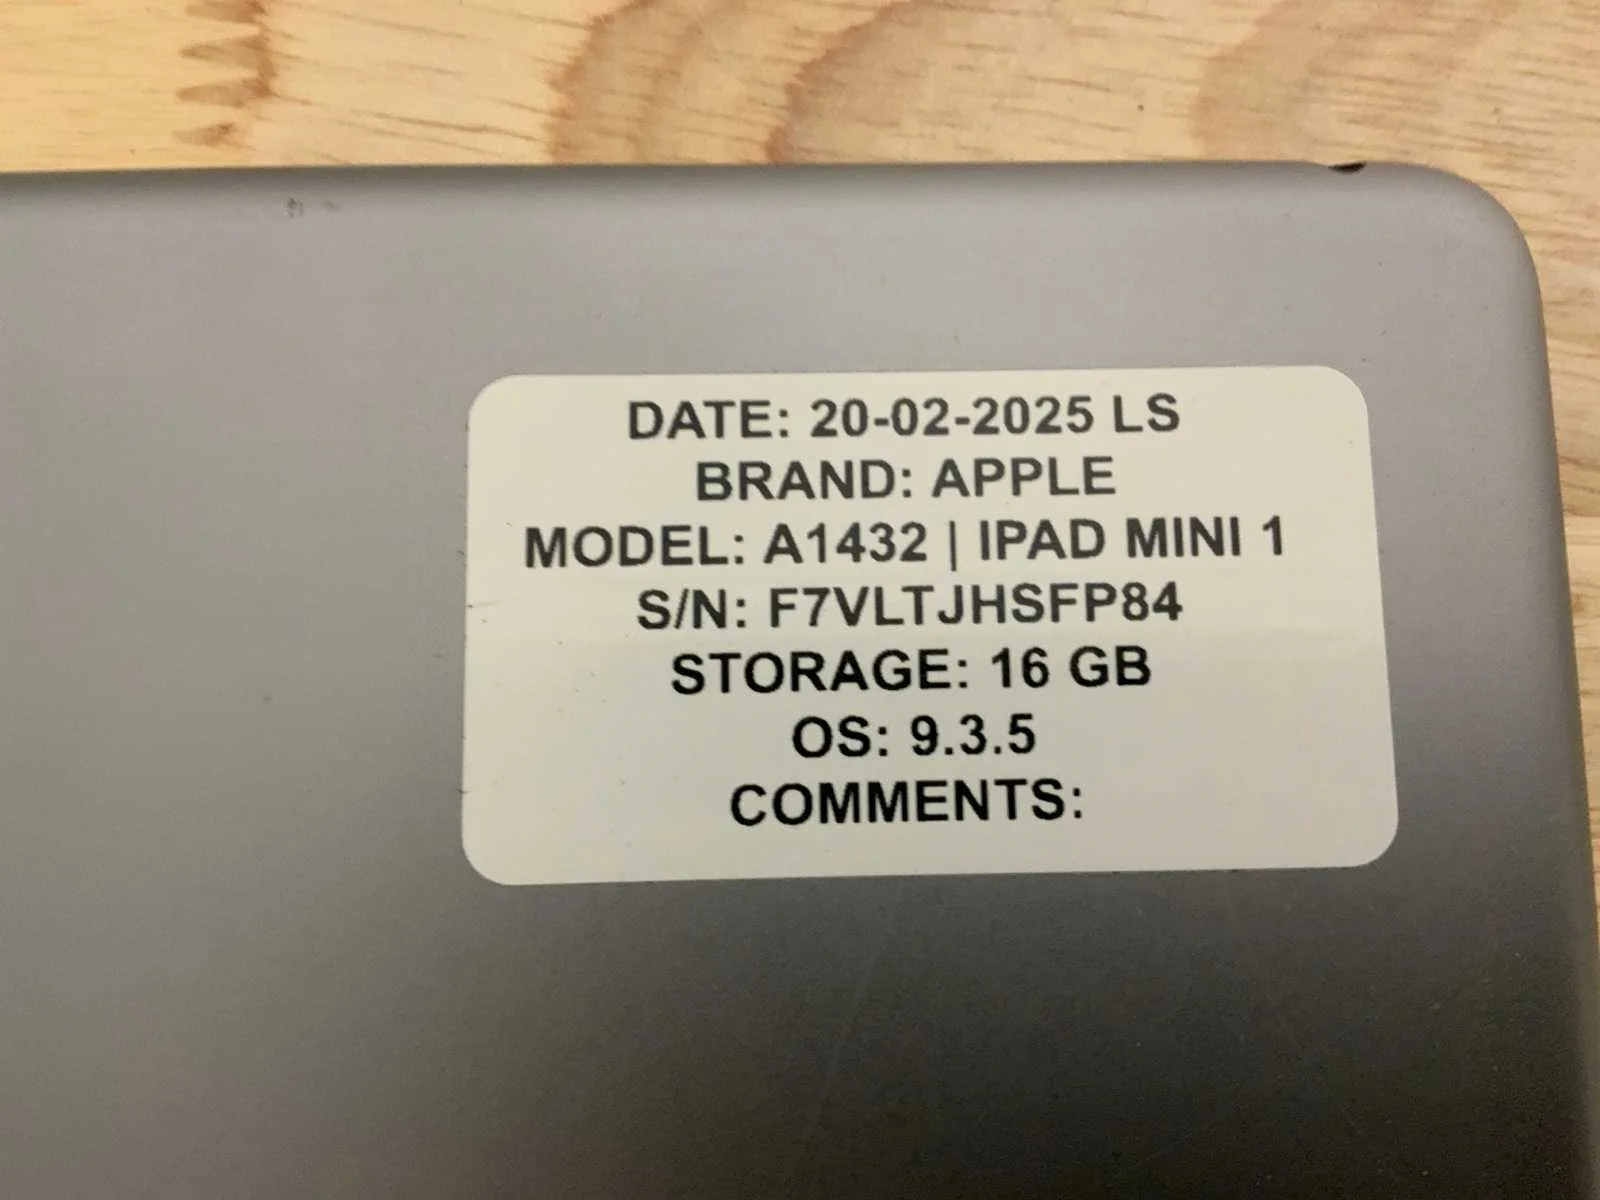 DATE: 20-02-2025 LS
BRAND: APPLE
MODEL: A1432 | IPAD MINI 1
S/N: F7VLTJHSFP84
STORAGE: 16 GB
OS: 9.3.5
COMMENTS: